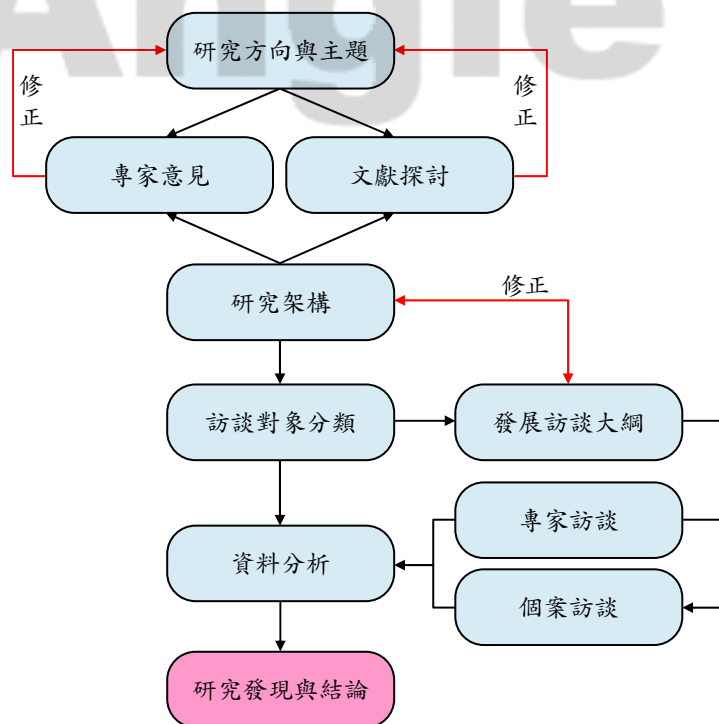 Angle
研究方向與主題
修
正
修
正
專家意見
文獻探討
研究架構
修正
訪談對象分類
發展訪談大綱
專家訪談
資料分析
個案訪談
研究發現與結論